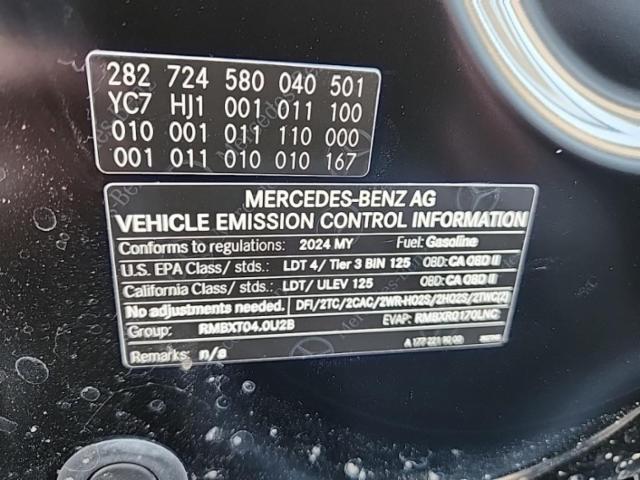 282 724 580 040 501
YC7 HJ1 001 011 100
010 001 011 110 000
001 011 010 010 167
MERCEDES-BENZ AG
VEHICLE EMISSION CONTROL INFORMATION
Conforms to regulations: 2024 MY Fuel: Gasoline
U.S. EPA Class/ stds.: LDT 4/ Tier 3 BIN 125 OBD: CA OBD II
California Class/ stds.: LDT/ ULEV 125 OBD: CA OBD II
No adjustments needed. DFI/2TC/2CAC/2WR-HO2S/2HO2S/2TWC(2)
Group: RMBXT04.0U2B EVAP: RMBXR0170LNC
Remarks: n/a A 177 221